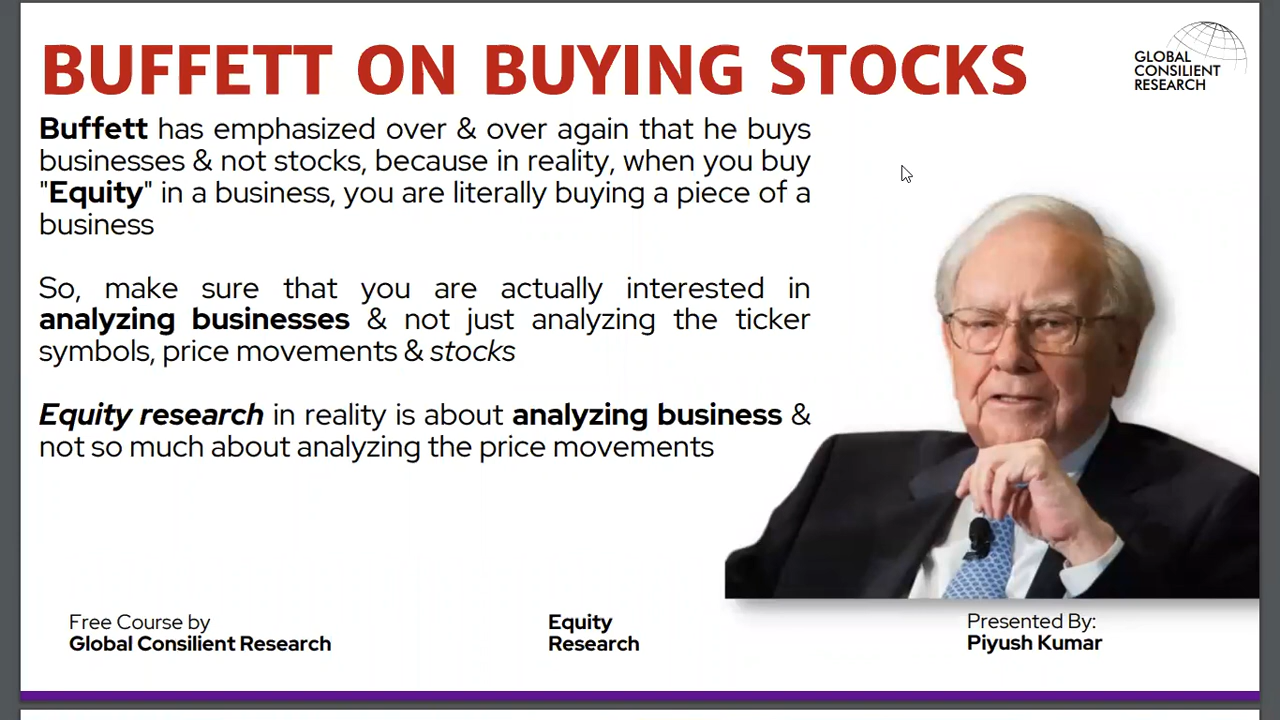 BUFFETT ON BUYING STOCKS
GLOBAL
CONSILIENT
RESEARCH
Buffett has emphasized over & over again that he buys
businesses & not stocks, because in reality, when you buy
"Equity" in a business, you are literally buying a piece of a
business
So, make sure that you are actually interested in
analyzing businesses & not just analyzing the ticker
symbols, price movements & stocks
Equity research in reality is about analyzing business &
not so much about analyzing the price movements
Free Course by
Global Consilient Research
Equity
Research
Presented By:
Piyush Kumar